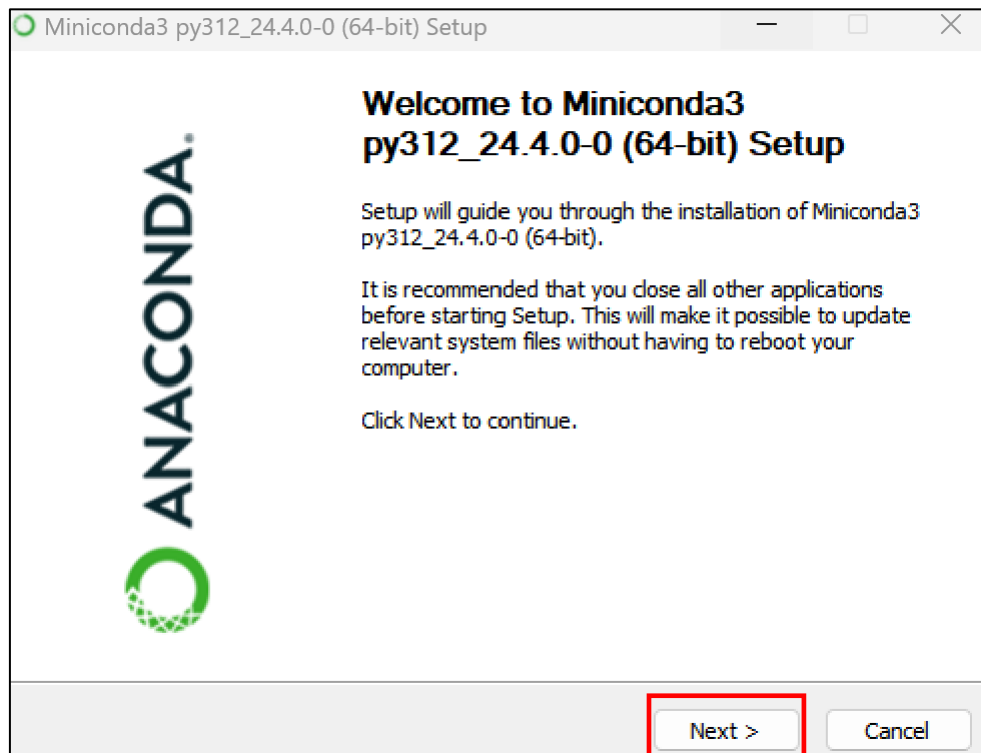 Miniconda3 py312_24.4.0-0 (64-bit) Setup
Welcome to Miniconda3
py312_24.4.0-0 (64-bit) Setup
Setup will guide you through the installation of Miniconda3
py312_24.4.0-0 (64-bit).
It is recommended that you close all other applications
before starting Setup. This will make it possible to update
relevant system files without having to reboot your
computer.
Click Next to continue.
ANACONDA.
Next >
Cancel